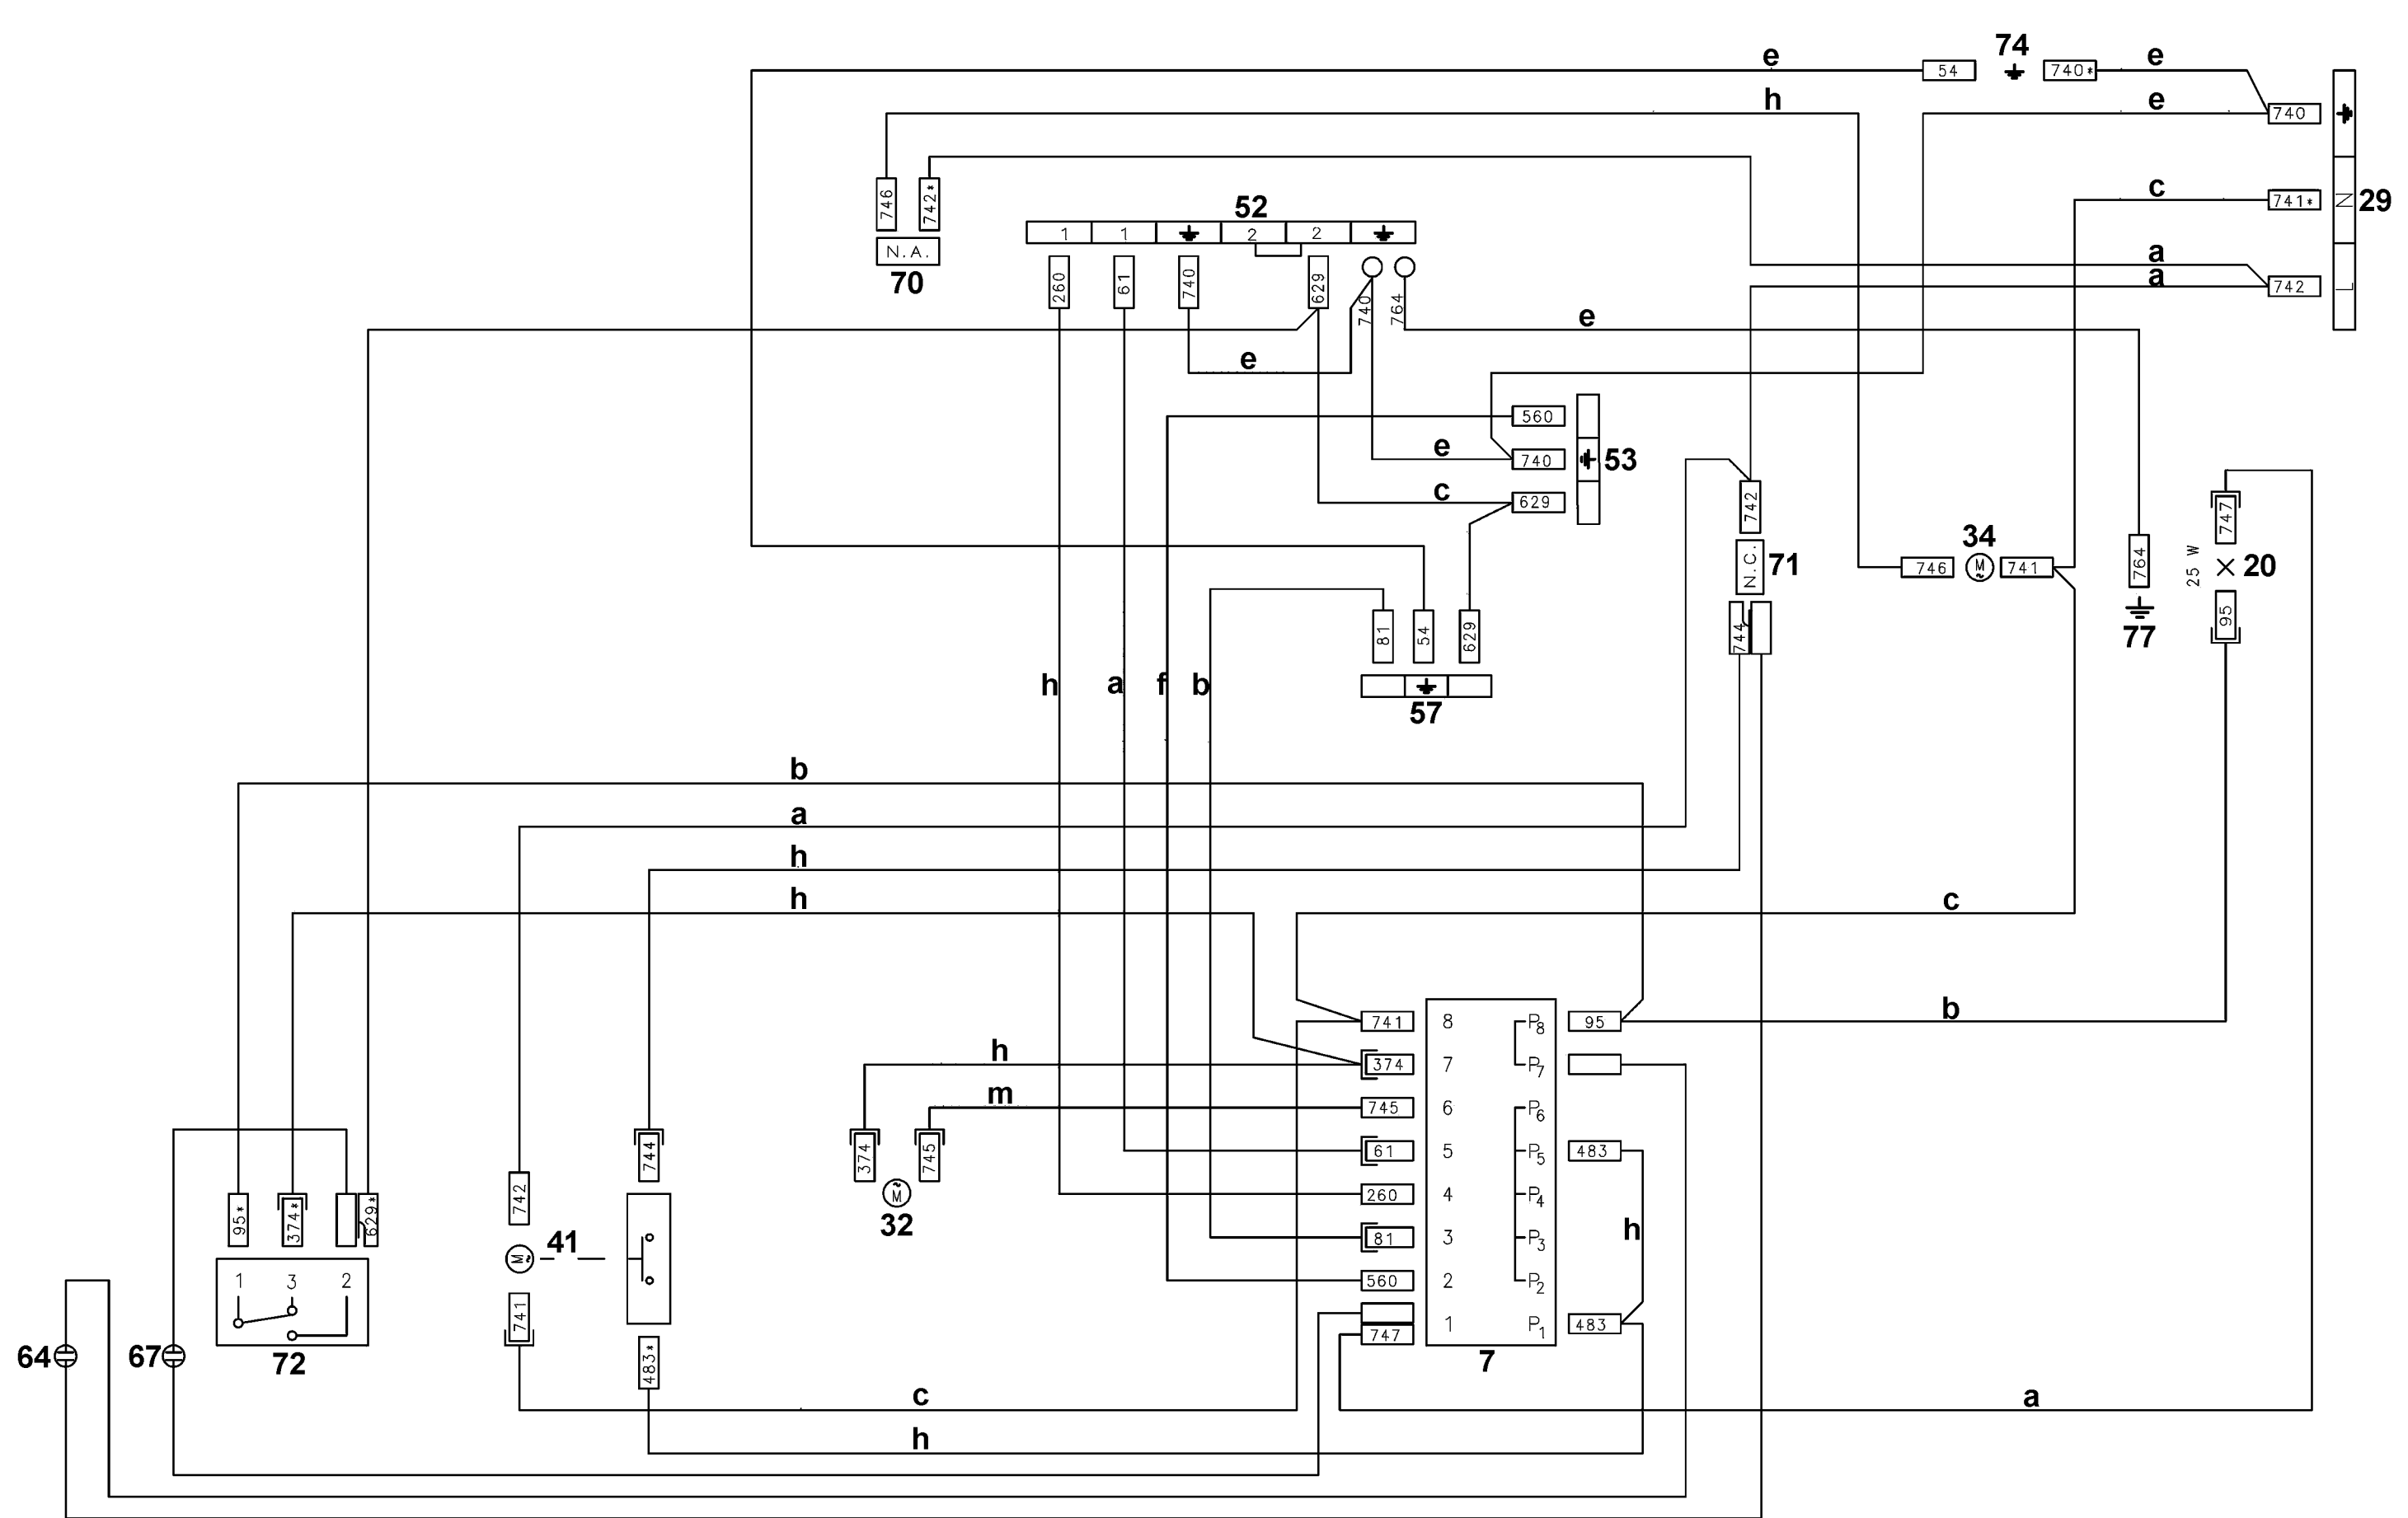 e 74 e
54 740*
h e 740
746 742* 52 c 741* N 29
N.A. 1 1 2 2 a
70 260 61 740 629 740 764 a 742 L
e
e
560
e 740 53
c 629 742 747
34
746 M 741 N.C. 71 764 25 W 20
95
81 54 629 744 77
h a f b
57
b
a
h
h c
741 8 P8 95 b
h 374 7 P7
m 745 6 P6
744 374 745 61 5 P5 483
742 M 260 4 P4
95* 374* 629* 32 h
41 M 81 3 P3
1 3 2 560 2 P2
741 1 P1 483
64 67 72 483* 747 7
c a
h